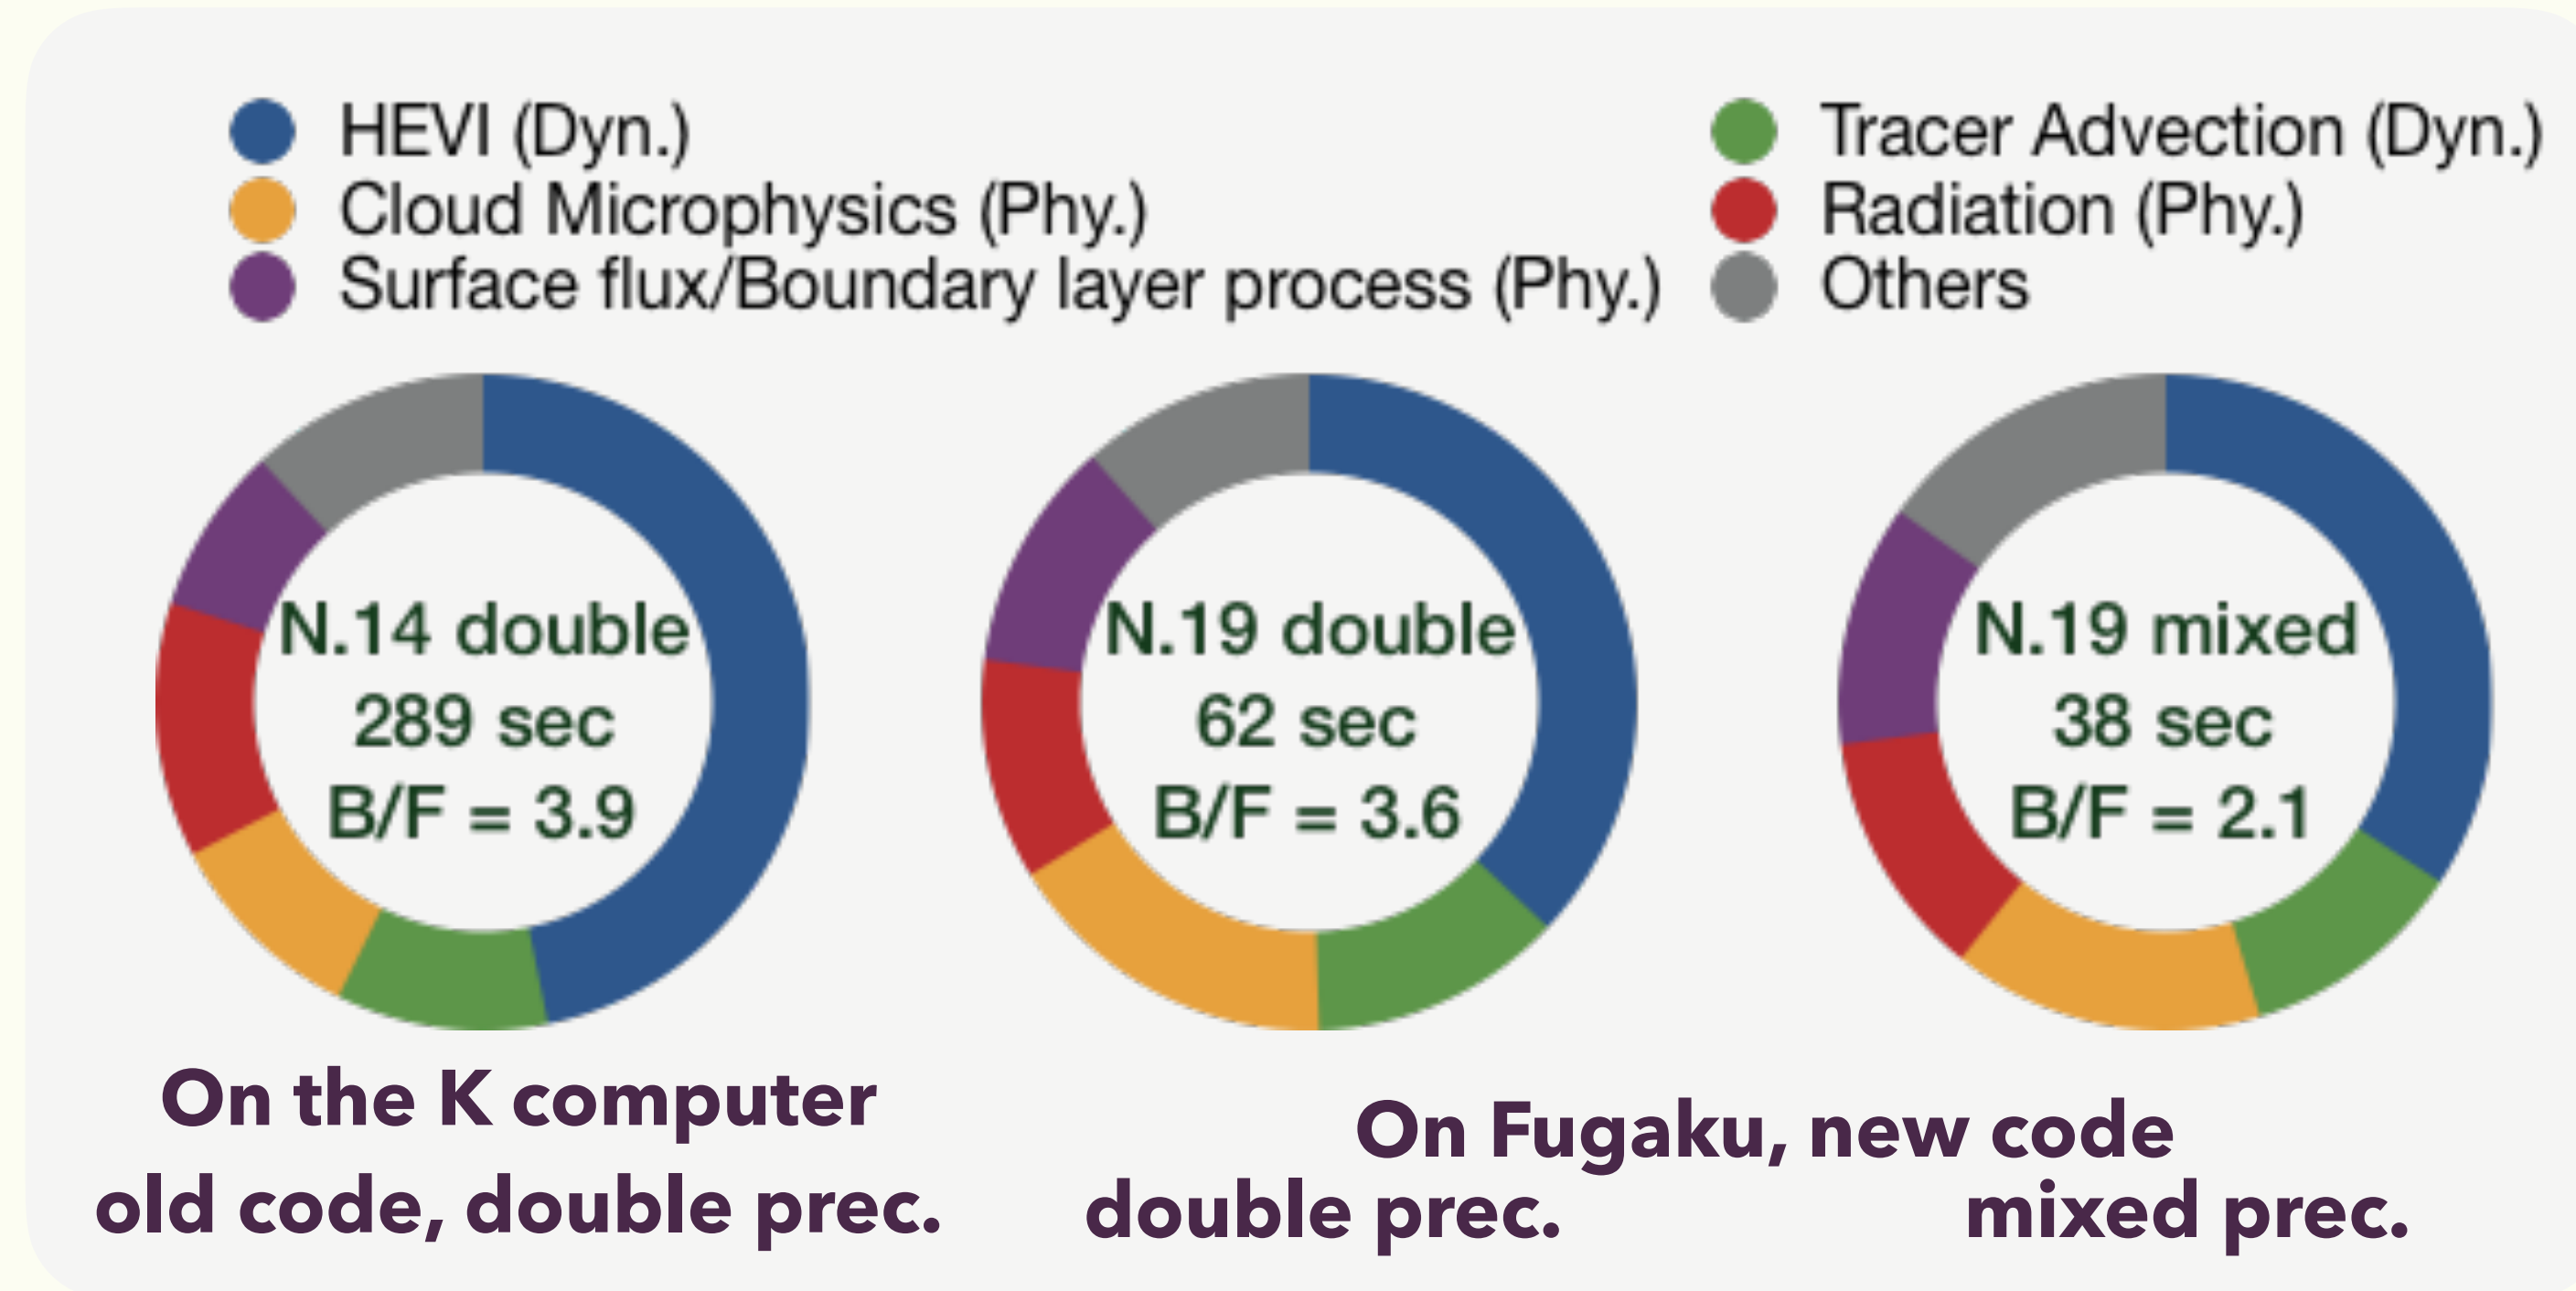 HEVI (Dyn.)
Tracer Advection (Dyn.)
Cloud Microphysics (Phy.)
Radiation (Phy.)
Surface flux/Boundary layer process (Phy.)
Others
N.14 double
289 sec
B/F = 3.9
N.19 double
62 sec
B/F = 3.6
N.19 mixed
38 sec
B/F = 2.1
On the K computer
old code, double prec.
On Fugaku, new code
double prec.
mixed prec.